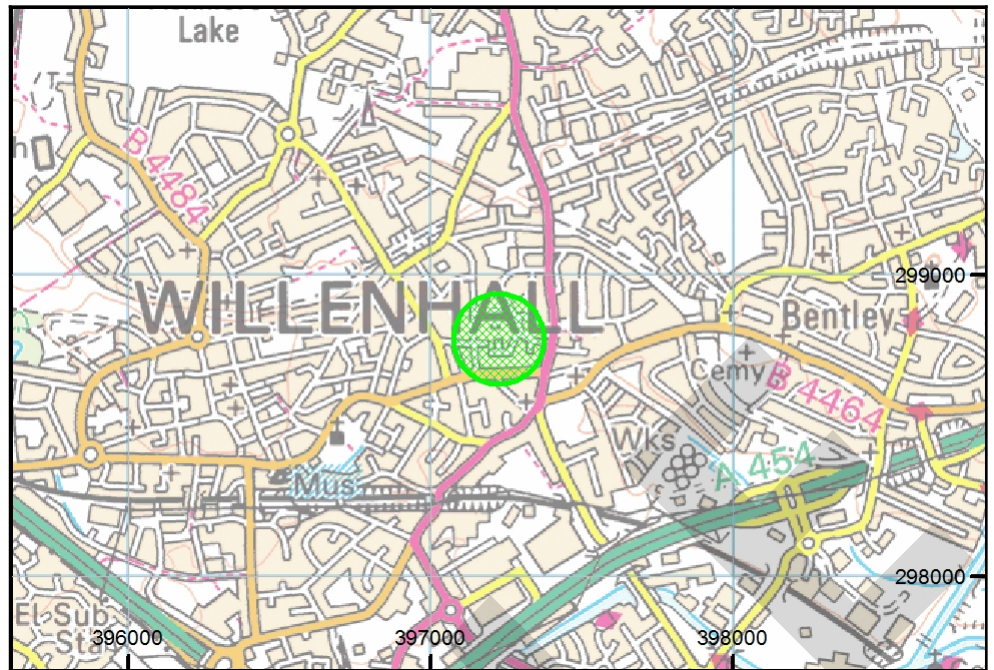 Lake
B 4484
299000
WILLENHALL
Bentley
Cemy
B 4464
Wks
A 454
Mus
298000
El Sub
Sta
396000
397000
398000